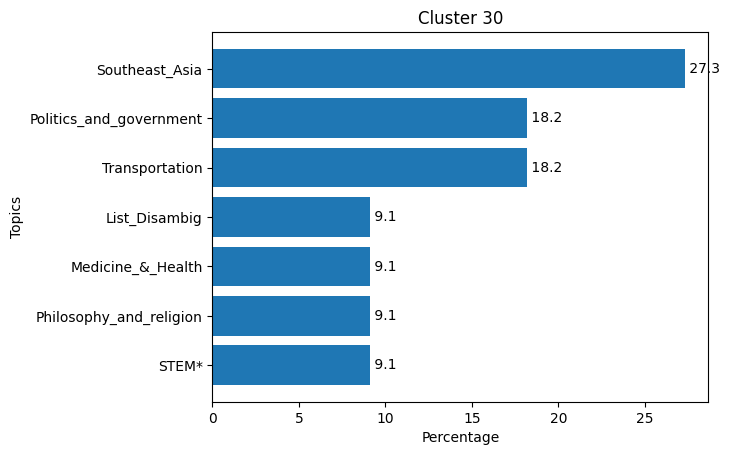 Cluster 30
Topics
Southeast_Asia 27.3
Politics_and_government 18.2
Transportation 18.2
List_Disambig 9.1
Medicine_&_Health 9.1
Philosophy_and_religion 9.1
STEM* 9.1
0 5 10 15 20 25
Percentage